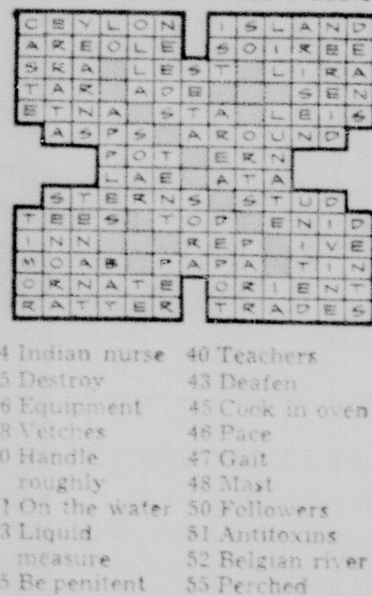 CEYLON ISLAND
AREOLE SOIREE
SRA LEST LIRA
TAR ADE SEN
ETNA STA LEIS
ASPS AROUND
POT ERN
LAE ATA
STERNS STUD
TEES TOP ENID
INN REP IVE
MOAB PAPA TIN
ORNATE ORIENT
RATTER TRADES
4 Indian nurse
5 Destroy
6 Equipment
8 Vetches
0 Handle
roughly
1 On the water
3 Liquid
measure
5 Be penitent
40 Teachers
43 Deafen
45 Cook in oven
46 Pace
47 Gait
48 Mast
50 Followers
51 Antitoxins
52 Belgian river
55 Perched